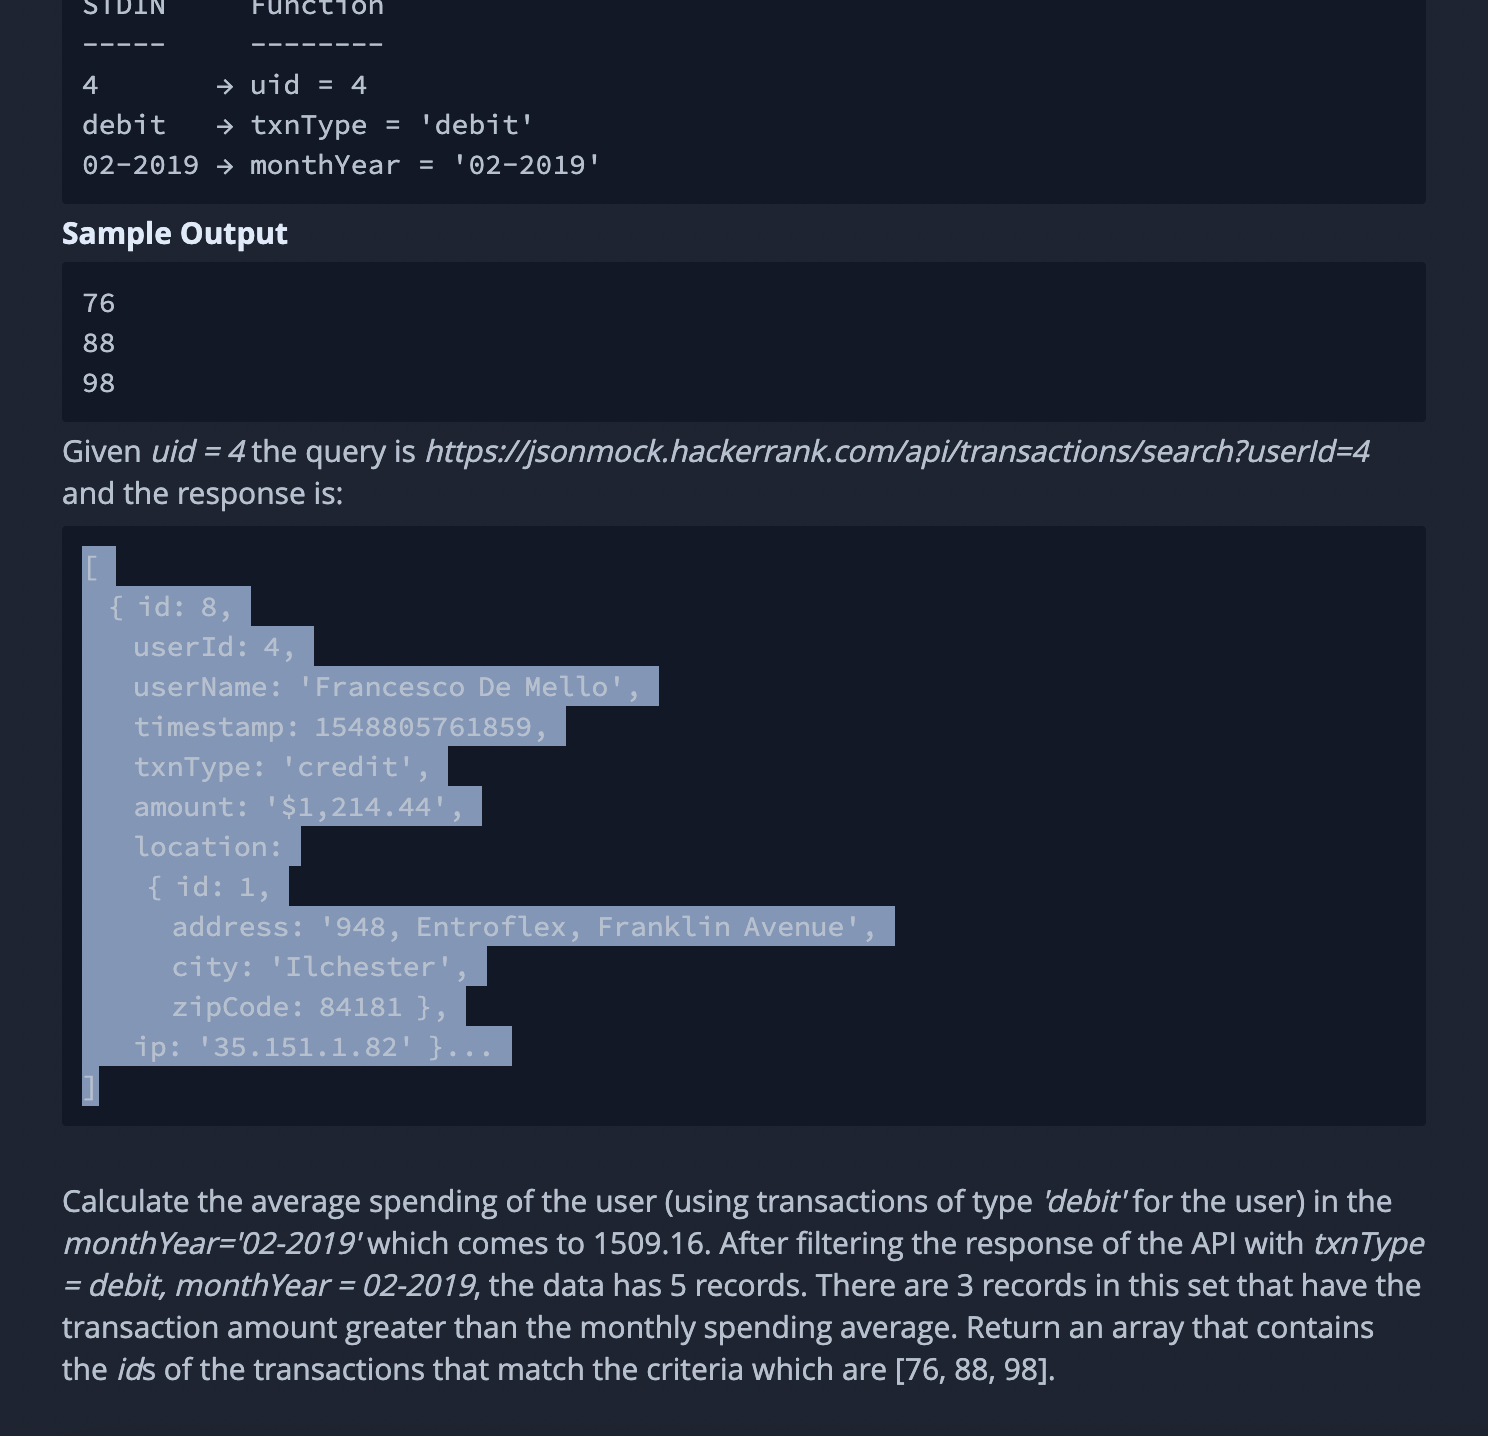 STDIN Function
----- --------
4 → uid = 4
debit → txnType = 'debit'
02-2019 → monthYear = '02-2019'
Sample Output
76
88
98
Given uid = 4 the query is https://jsonmock.hackerrank.com/api/transactions/search?userId=4
and the response is:
[
{ id: 8,
userId: 4,
userName: 'Francesco De Mello',
timestamp: 1548805761859,
txnType: 'credit',
amount: '$1,214.44',
location:
{ id: 1,
address: '948, Entroflex, Franklin Avenue',
city: 'Ilchester',
zipCode: 84181 },
ip: '35.151.1.82' }...
]
Calculate the average spending of the user (using transactions of type 'debit' for the user) in the
monthYear='02-2019' which comes to 1509.16. After filtering the response of the API with txnType
= debit, monthYear = 02-2019, the data has 5 records. There are 3 records in this set that have the
transaction amount greater than the monthly spending average. Return an array that contains
the ids of the transactions that match the criteria which are [76, 88, 98].